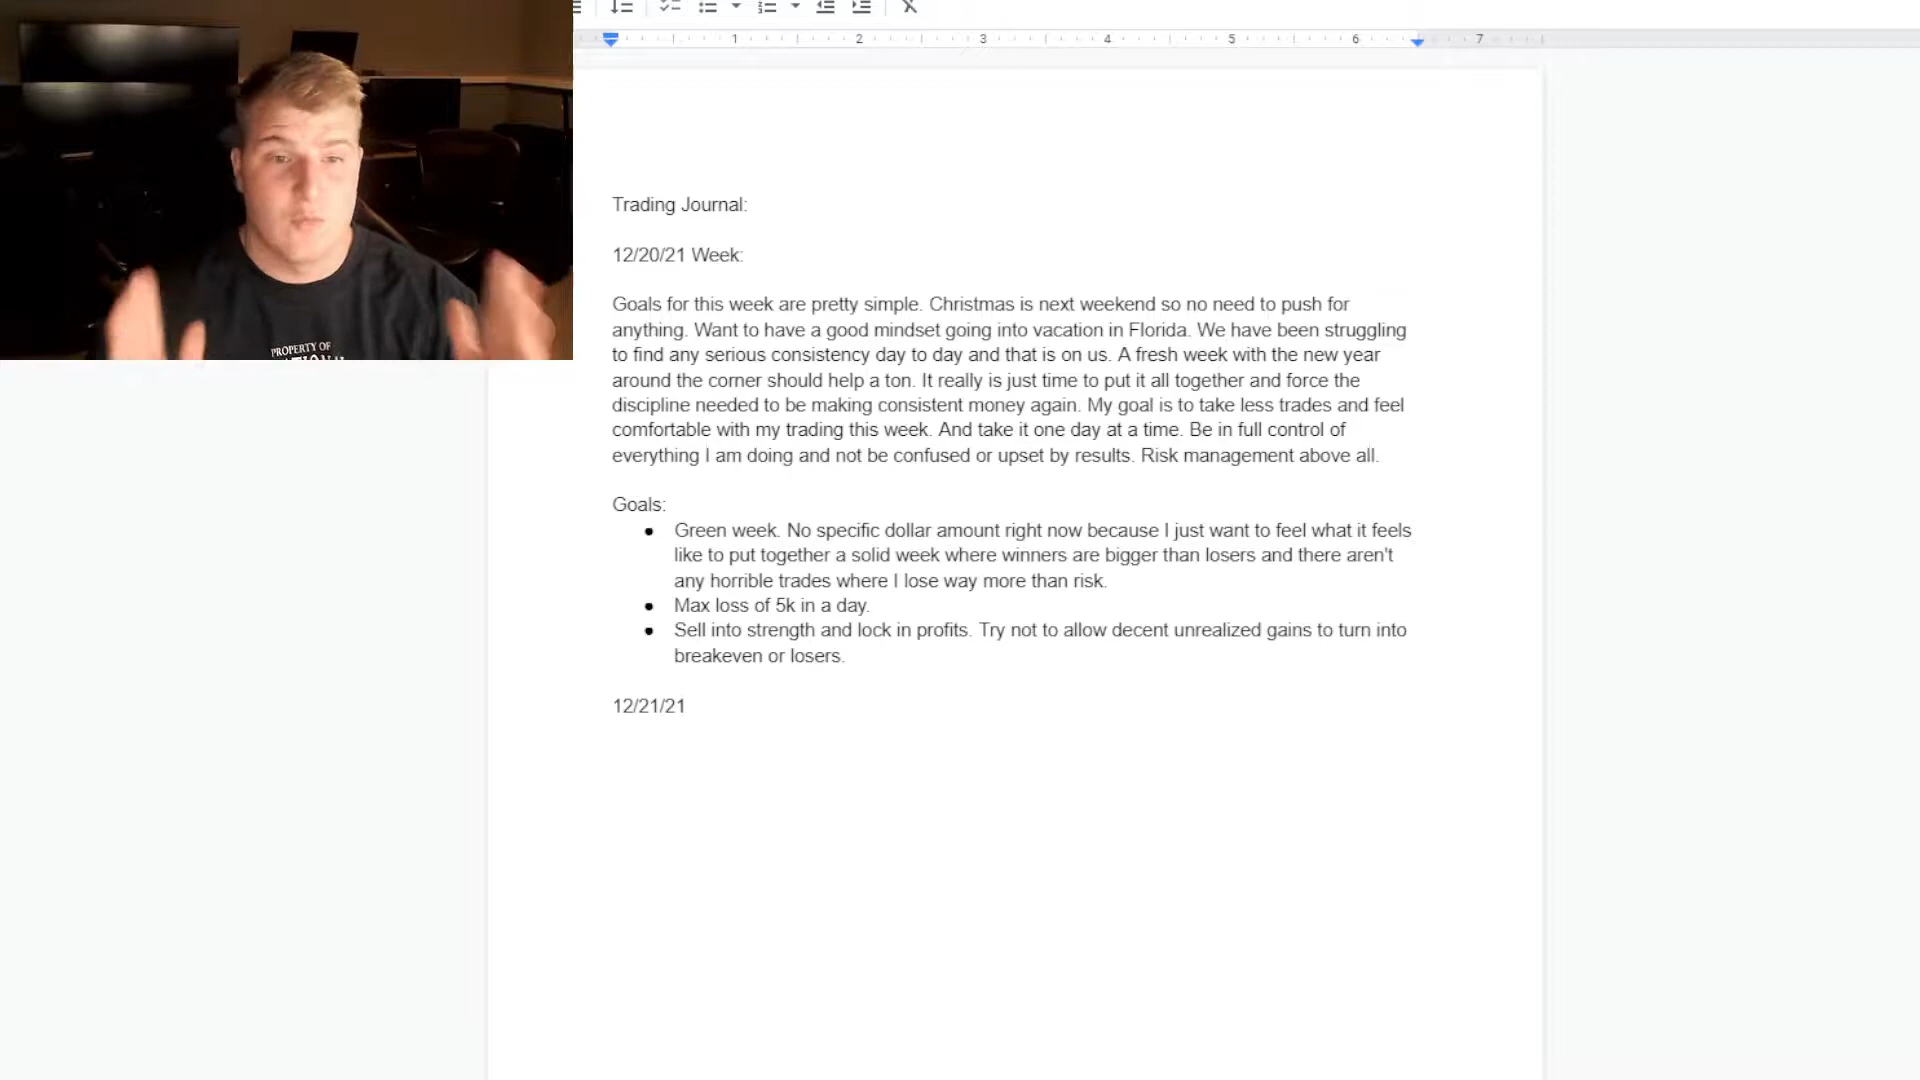 1 2 3 4 5 6 7
PROPERTY OF
Trading Journal:
12/20/21 Week:
Goals for this week are pretty simple. Christmas is next weekend so no need to push for
anything. Want to have a good mindset going into vacation in Florida. We have been struggling
to find any serious consistency day to day and that is on us. A fresh week with the new year
around the corner should help a ton. It really is just time to put it all together and force the
discipline needed to be making consistent money again. My goal is to take less trades and feel
comfortable with my trading this week. And take it one day at a time. Be in full control of
everything I am doing and not be confused or upset by results. Risk management above all.
Goals:
● Green week. No specific dollar amount right now because I just want to feel what it feels
like to put together a solid week where winners are bigger than losers and there aren't
any horrible trades where I lose way more than risk.
● Max loss of 5k in a day.
● Sell into strength and lock in profits. Try not to allow decent unrealized gains to turn into
breakeven or losers.
12/21/21